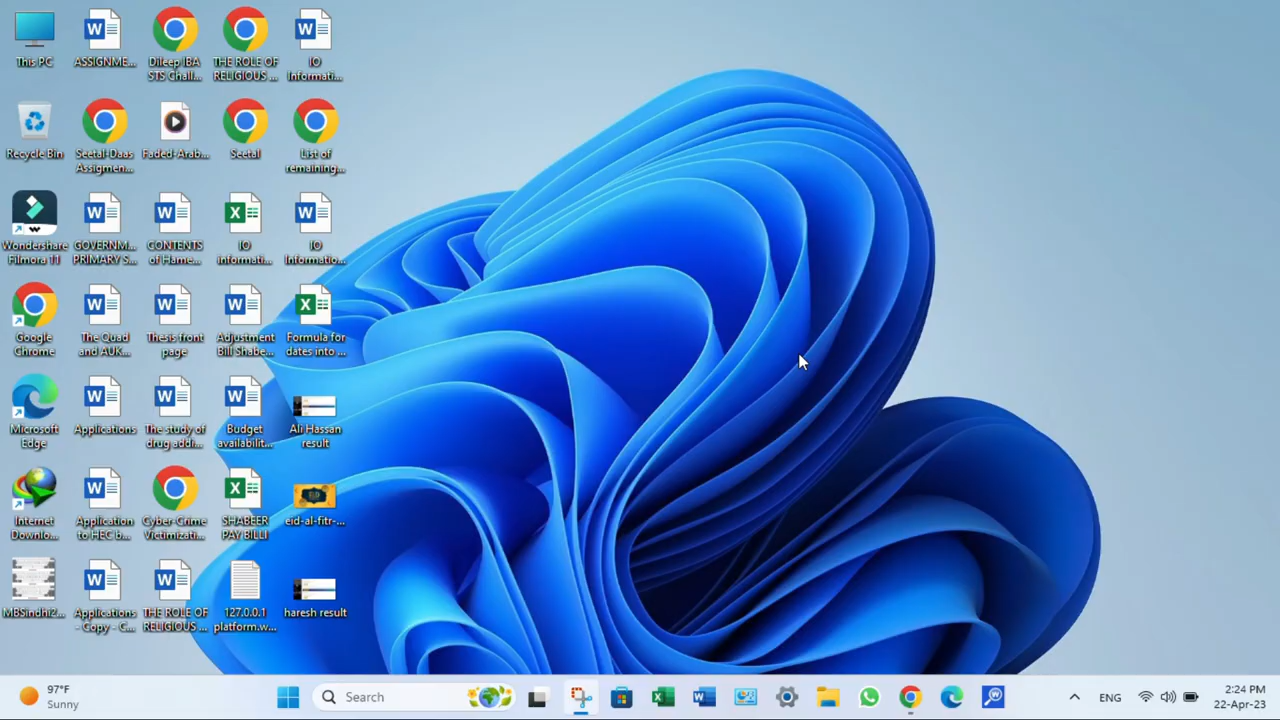 This PC
ASSIGNME...
Dileep IBA
STS Chall...
THE ROLE OF
RELIGIOUS ...
IO
Informati...
Recycle Bin
Seetal-Daas
Assigmen...
Faded-Arab...
Seetal
List of
remaining...
Wondershare
Filmora 11
GOVERNM...
PRIMARY S...
CONTENTS
of Hame...
IO
informati...
IO
Informatio...
Google
Chrome
The Quad
and AUK...
Thesis front
page
Adjustment
Bill Shabe...
Formula for
dates into ...
Microsoft
Edge
Applications
The study of
drug addi...
Budget
availabilit...
Ali Hassan
result
Internet
Downlo...
Application
to HEC b...
Cyber-Crime
Victimizati...
SHABEER
PAY BILLI
eid-al-fitr-...
MBSindhi2...
Applications
- Copy - C...
THE ROLE OF
RELIGIOUS ...
127.0.0.1
platform.w...
haresh result
97°F
Sunny
Search
ENG
2:24 PM
22-Apr-23